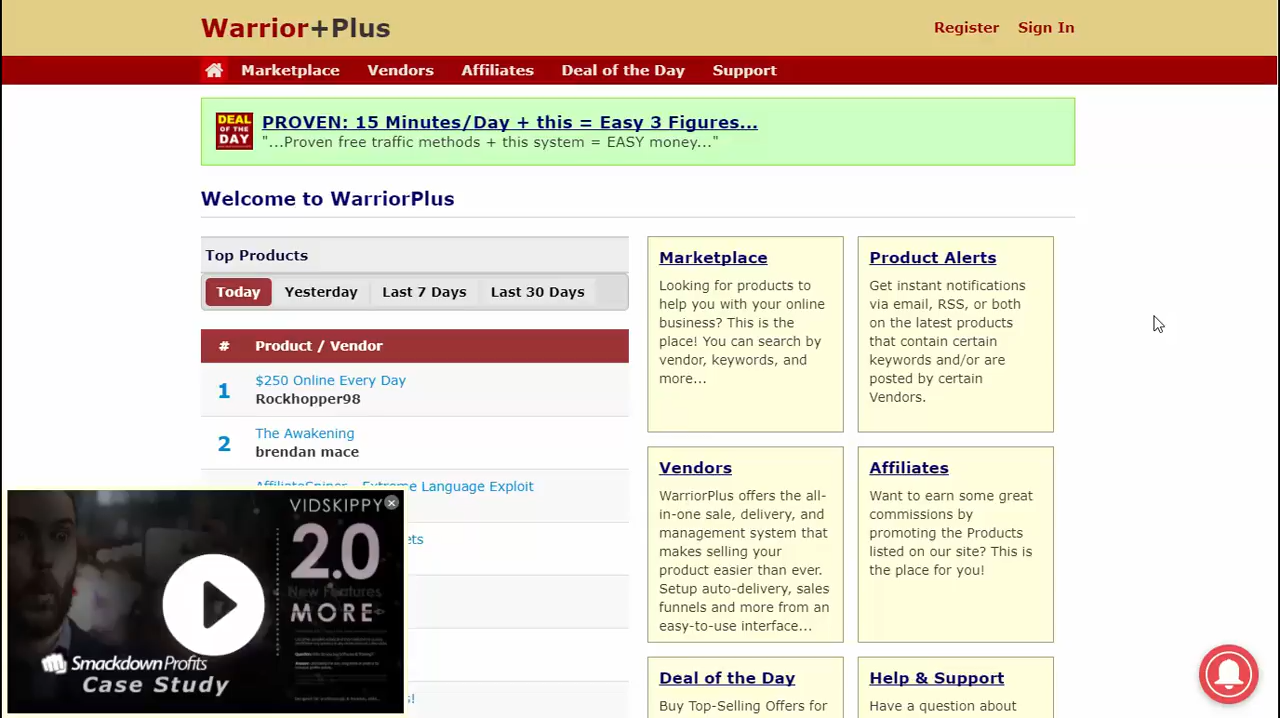 Warrior+Plus
Register Sign In
Marketplace Vendors Affiliates Deal of the Day Support
DEAL
OF THE
DAY
PROVEN: 15 Minutes/Day + this = Easy 3 Figures...
"...Proven free traffic methods + this system = EASY money..."
Welcome to WarriorPlus
Top Products
Today Yesterday Last 7 Days Last 30 Days
# Product / Vendor
1 $250 Online Every Day
Rockhopper98
2 The Awakening
brendan mace
AffiliateSniper - Extreme Language Exploit
ets
Marketplace
Looking for products to
help you with your online
business? This is the
place! You can search by
vendor, keywords, and
more...
Product Alerts
Get instant notifications
via email, RSS, or both
on the latest products
that contain certain
keywords and/or are
posted by certain
Vendors.
Vendors
WarriorPlus offers the all-
in-one sale, delivery, and
management system that
makes selling your
product easier than ever.
Setup auto-delivery, sales
funnels and more from an
easy-to-use interface...
Affiliates
Want to earn some great
commissions by
promoting the Products
listed on our site? This is
the place for you!
Deal of the Day
Buy Top-Selling Offers for
Help & Support
Have a question about
VID$KIPPY
2.0
New Features
MORE
Smackdown Profits
Case Study